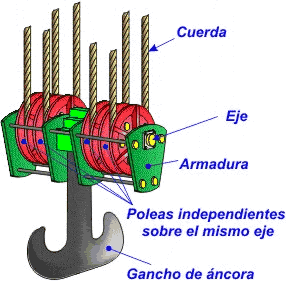 Cuerda
Eje
Armadura
Poleas independientes
sobre el mismo eje
Gancho de áncora